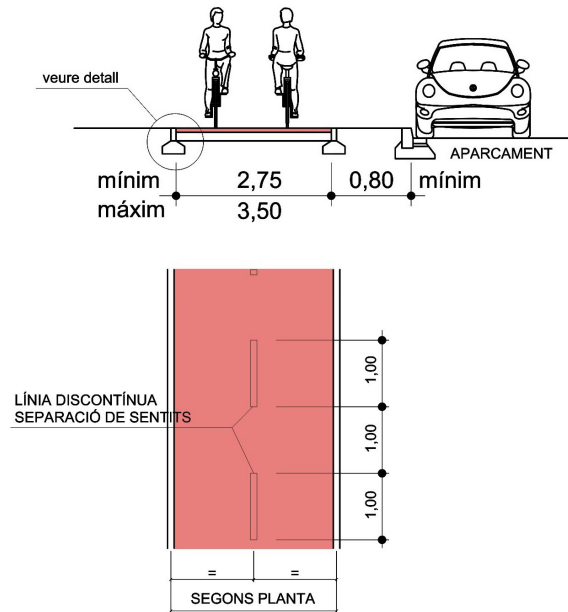 veure detall
APARCAMENT
mínim 2,75 0,80 mínim
máxim 3,50
1,00
LÍNIA DISCONTÍNUA
SEPARACIÓ DE SENTITS
1,00
1,00
= =
SEGONS PLANTA